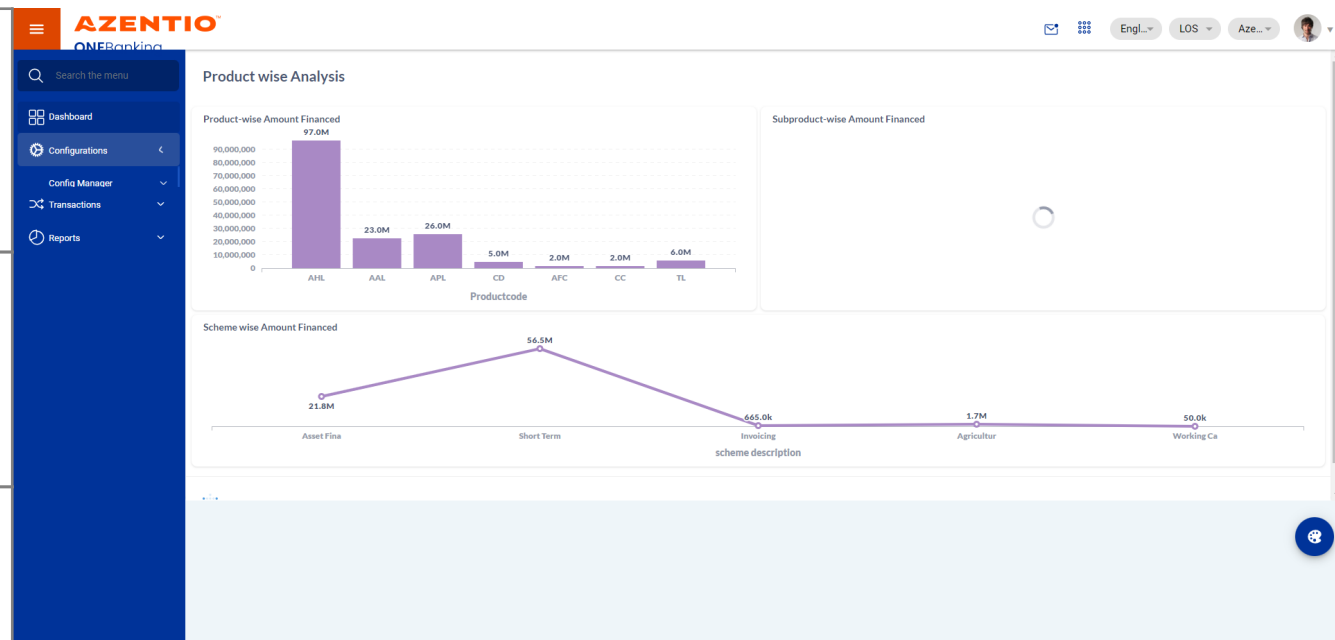 AZENTIO
ONEBanking
Engl...
LOS
Aze...
Search the menu
Dashboard
Configurations
Config Manager
Transactions
Reports
Product wise Analysis
Product-wise Amount Financed
97.0M
90,000,000
80,000,000
70,000,000
60,000,000
50,000,000
40,000,000
30,000,000
20,000,000
10,000,000
0
23.0M
26.0M
5.0M
2.0M
2.0M
6.0M
AHL
AAL
APL
CD
AFC
CC
TL
Productcode
Subproduct-wise Amount Financed
Scheme wise Amount Financed
56.5M
21.8M
665.0k
1.7M
50.0k
Asset Fina
Short Term
Invoicing
Agricultur
Working Ca
scheme description